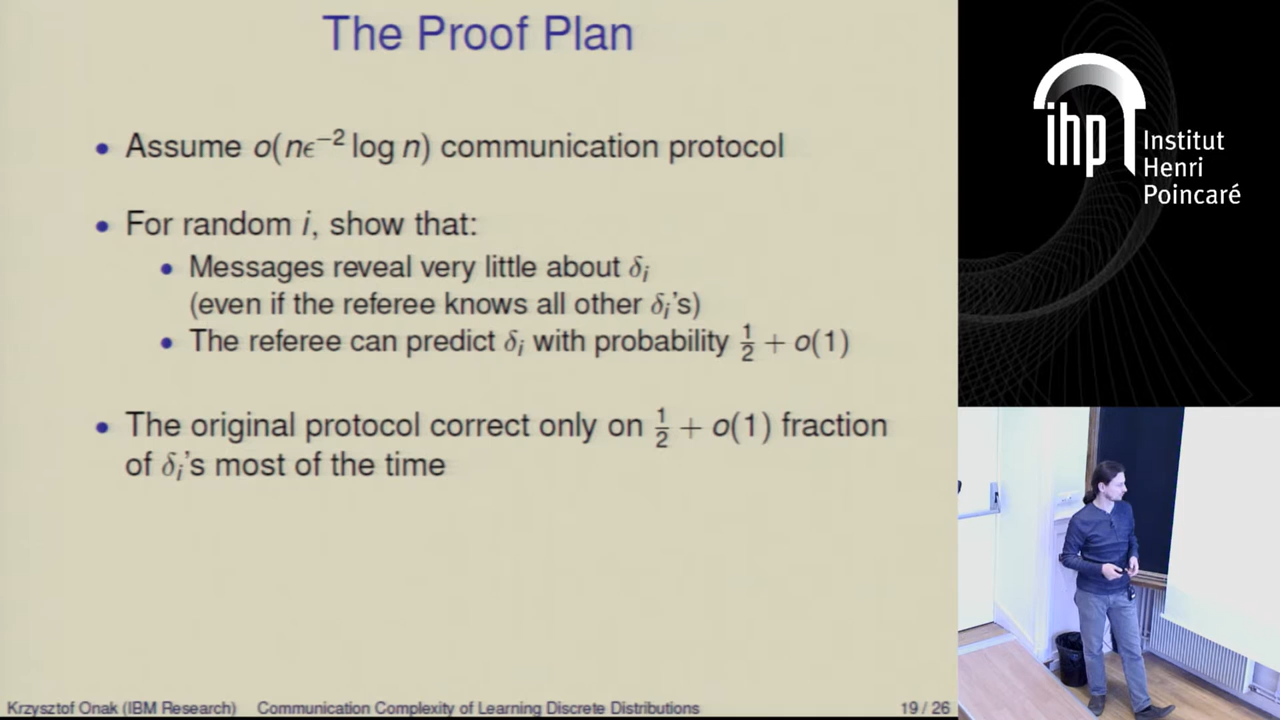 The Proof Plan
• Assume o(nϵ⁻² log n) communication protocol
• For random i, show that:
• Messages reveal very little about δᵢ
(even if the referee knows all other δᵢ's)
• The referee can predict δᵢ with probability ½ + o(1)
• The original protocol correct only on ½ + o(1) fraction
of δᵢ's most of the time
Krzysztof Onak (IBM Research) Communication Complexity of Learning Discrete Distributions 19 / 26
ihp
Institut
Henri
Poincaré